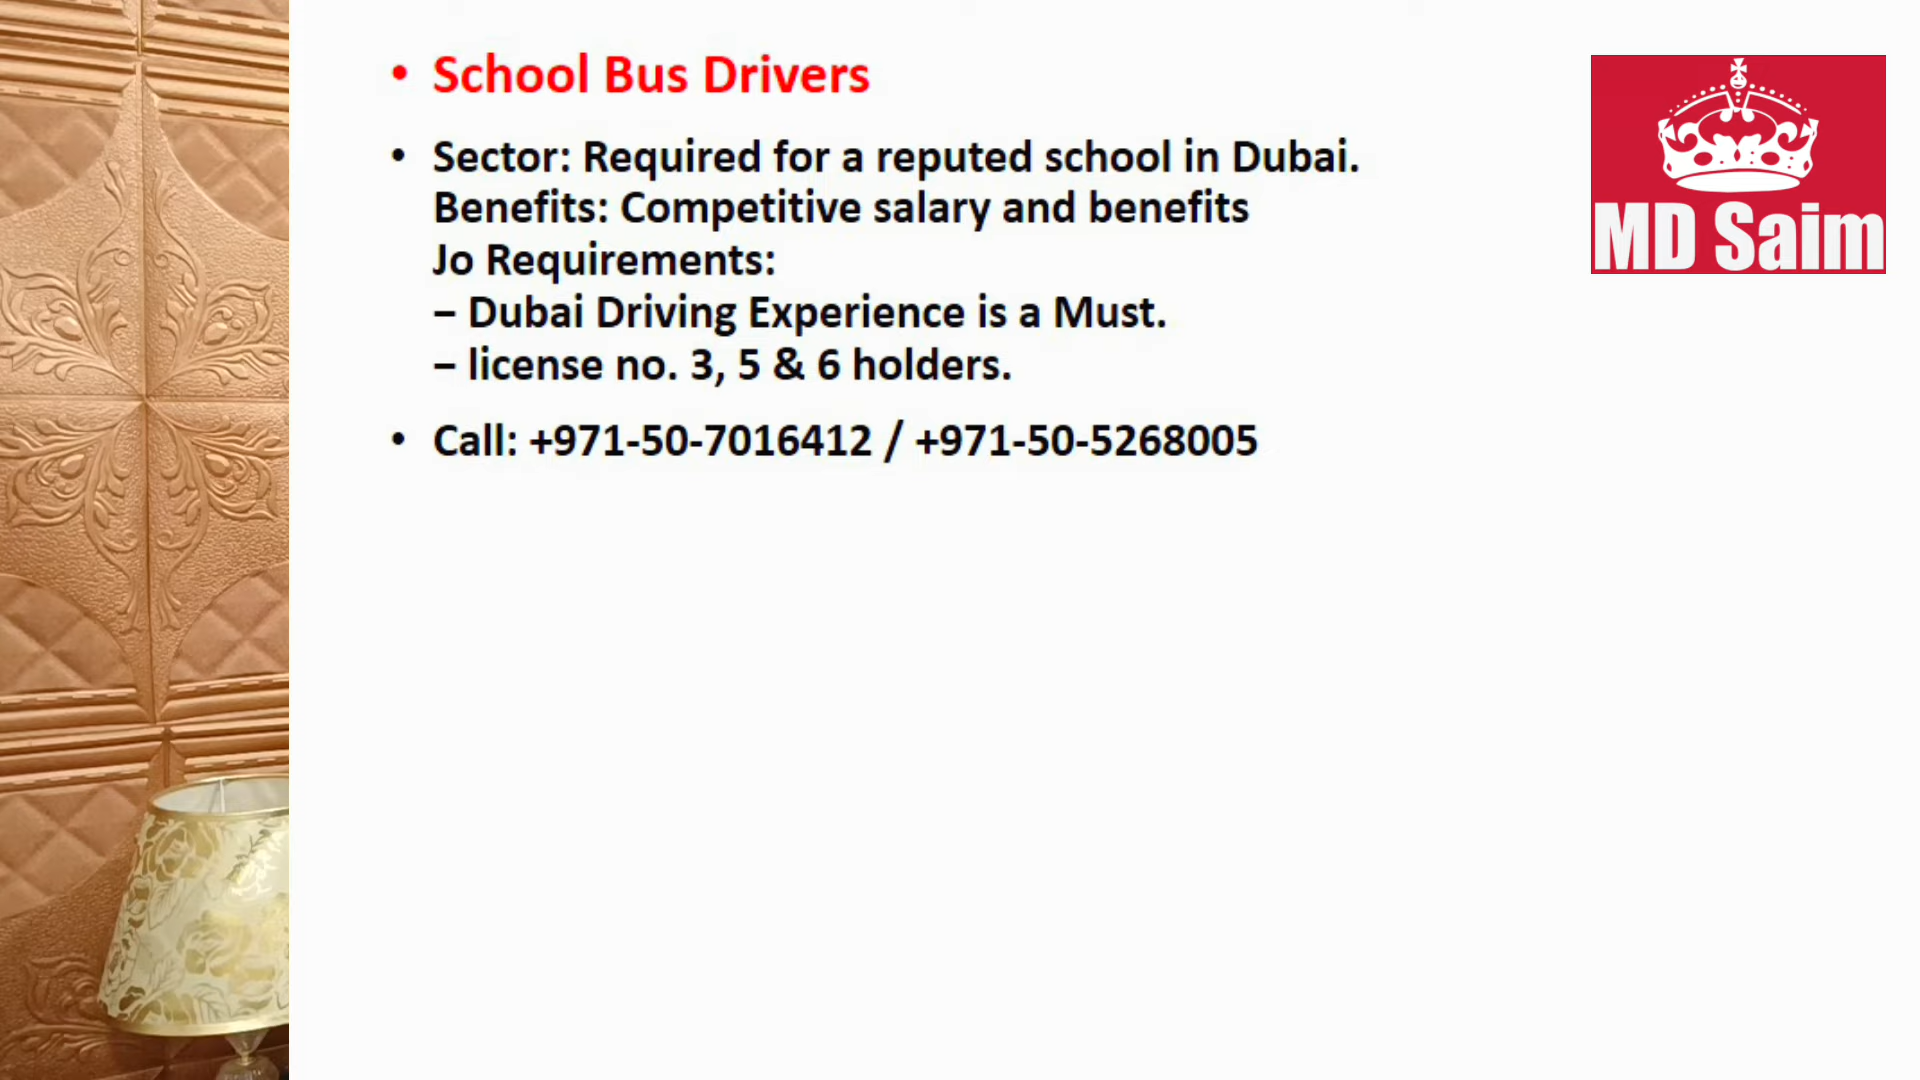 • School Bus Drivers
• Sector: Required for a reputed school in Dubai.
Benefits: Competitive salary and benefits
Jo Requirements:
– Dubai Driving Experience is a Must.
– license no. 3, 5 & 6 holders.
• Call: +971-50-7016412 / +971-50-5268005
MD Saim